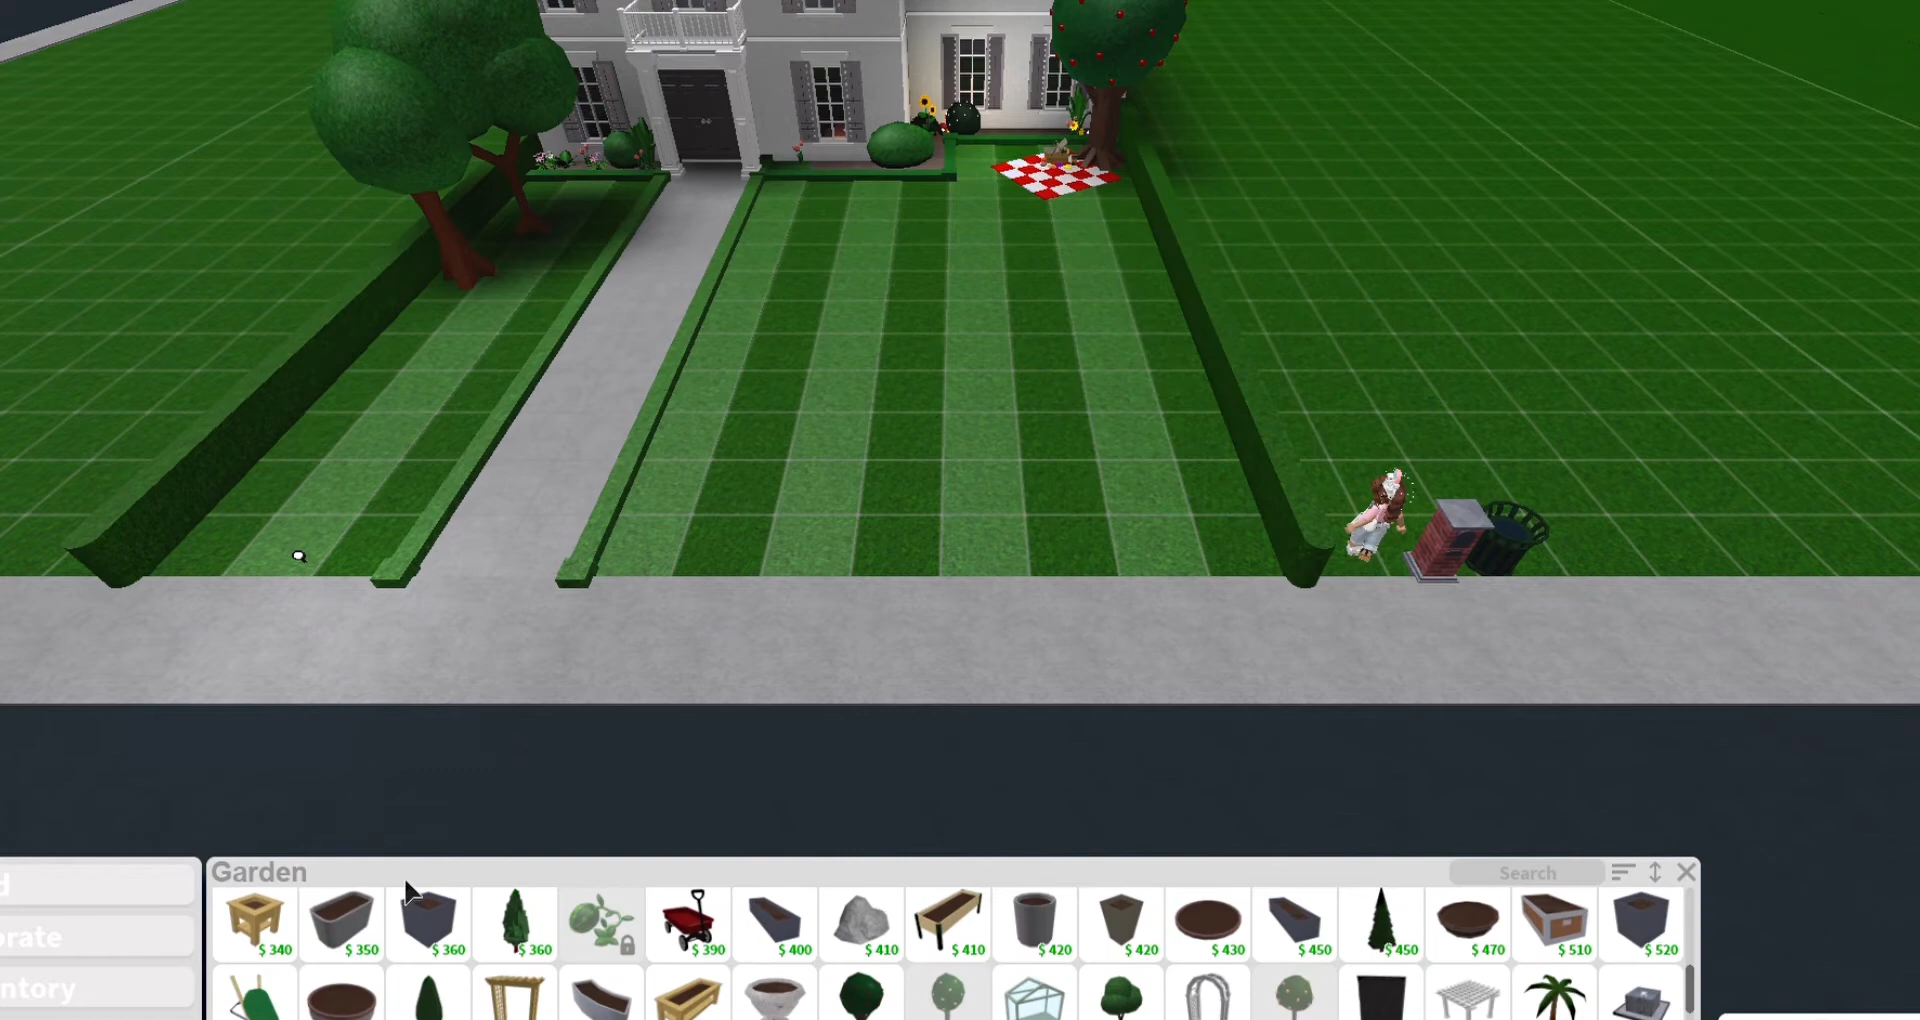 Garden
Search
$ 340 $ 350 $ 360 $ 360 $ 390 $ 400 $ 410 $ 410 $ 420 $ 420 $ 430 $ 450 $ 450 $ 470 $ 510 $ 520
orate
ntory